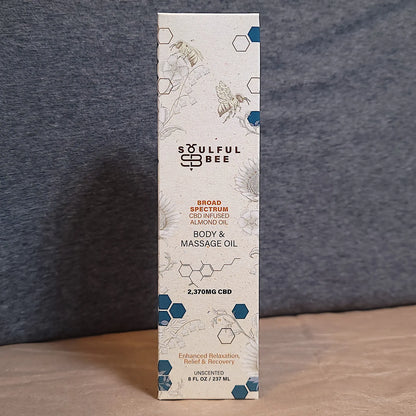 SOULFUL
SB BEE
BROAD
SPECTRUM
CBD INFUSED
ALMOND OIL
BODY &
MASSAGE OIL
2,370MG CBD
Enhanced Relaxation,
Relief & Recovery
UNSCENTED
8 FL OZ / 237 ML